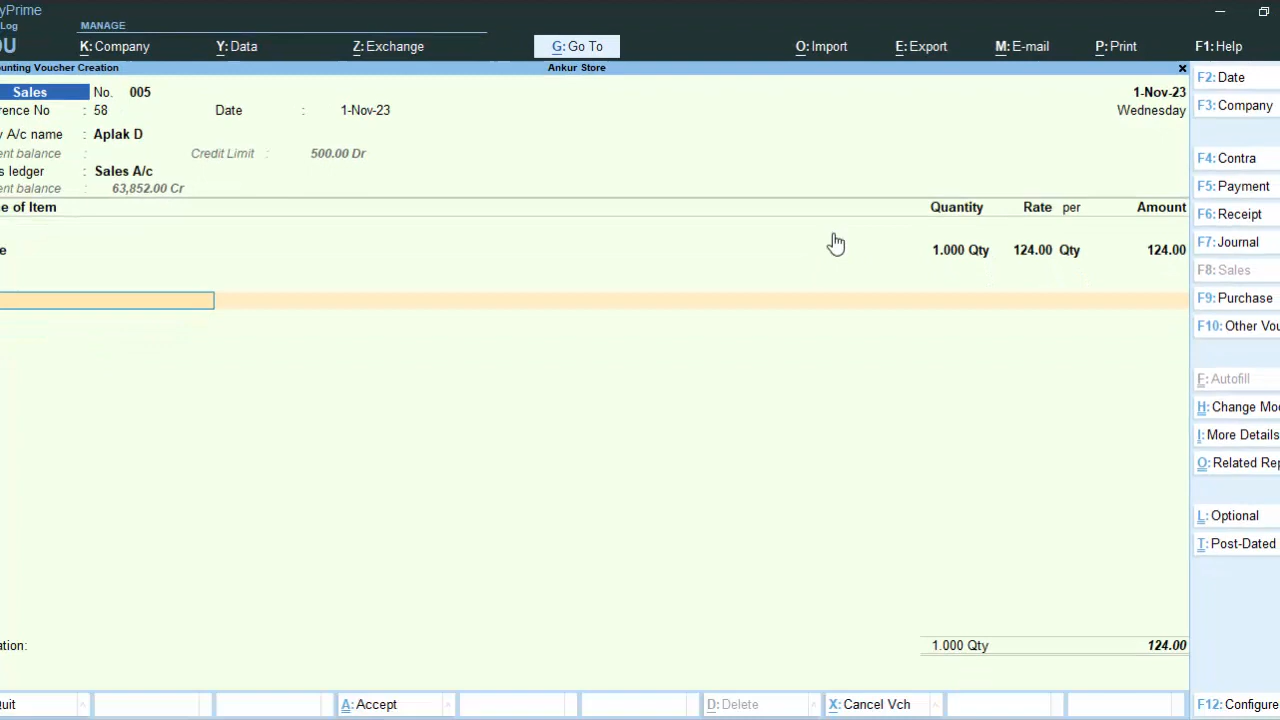 yPrime
MANAGE
K: Company Y: Data Z: Exchange G: Go To O: Import E: Export M: E-mail P: Print F1: Help
unting Voucher Creation Ankur Store
Sales No. 005 1-Nov-23
rence No : 58 Date : 1-Nov-23 Wednesday
y A/c name : Aplak D
ent balance : Credit Limit : 500.00 Dr
s ledger : Sales A/c
ent balance : 63,852.00 Cr
e of Item Quantity Rate per Amount
e 1.000 Qty 124.00 Qty 124.00
ation: 1.000 Qty 124.00
uit A: Accept D: Delete X: Cancel Vch F12: Configure
F2: Date
F3: Company
F4: Contra
F5: Payment
F6: Receipt
F7: Journal
F8: Sales
F9: Purchase
F10: Other Vou
F: Autofill
H: Change Mod
I: More Details
O: Related Rep
L: Optional
T: Post-Dated